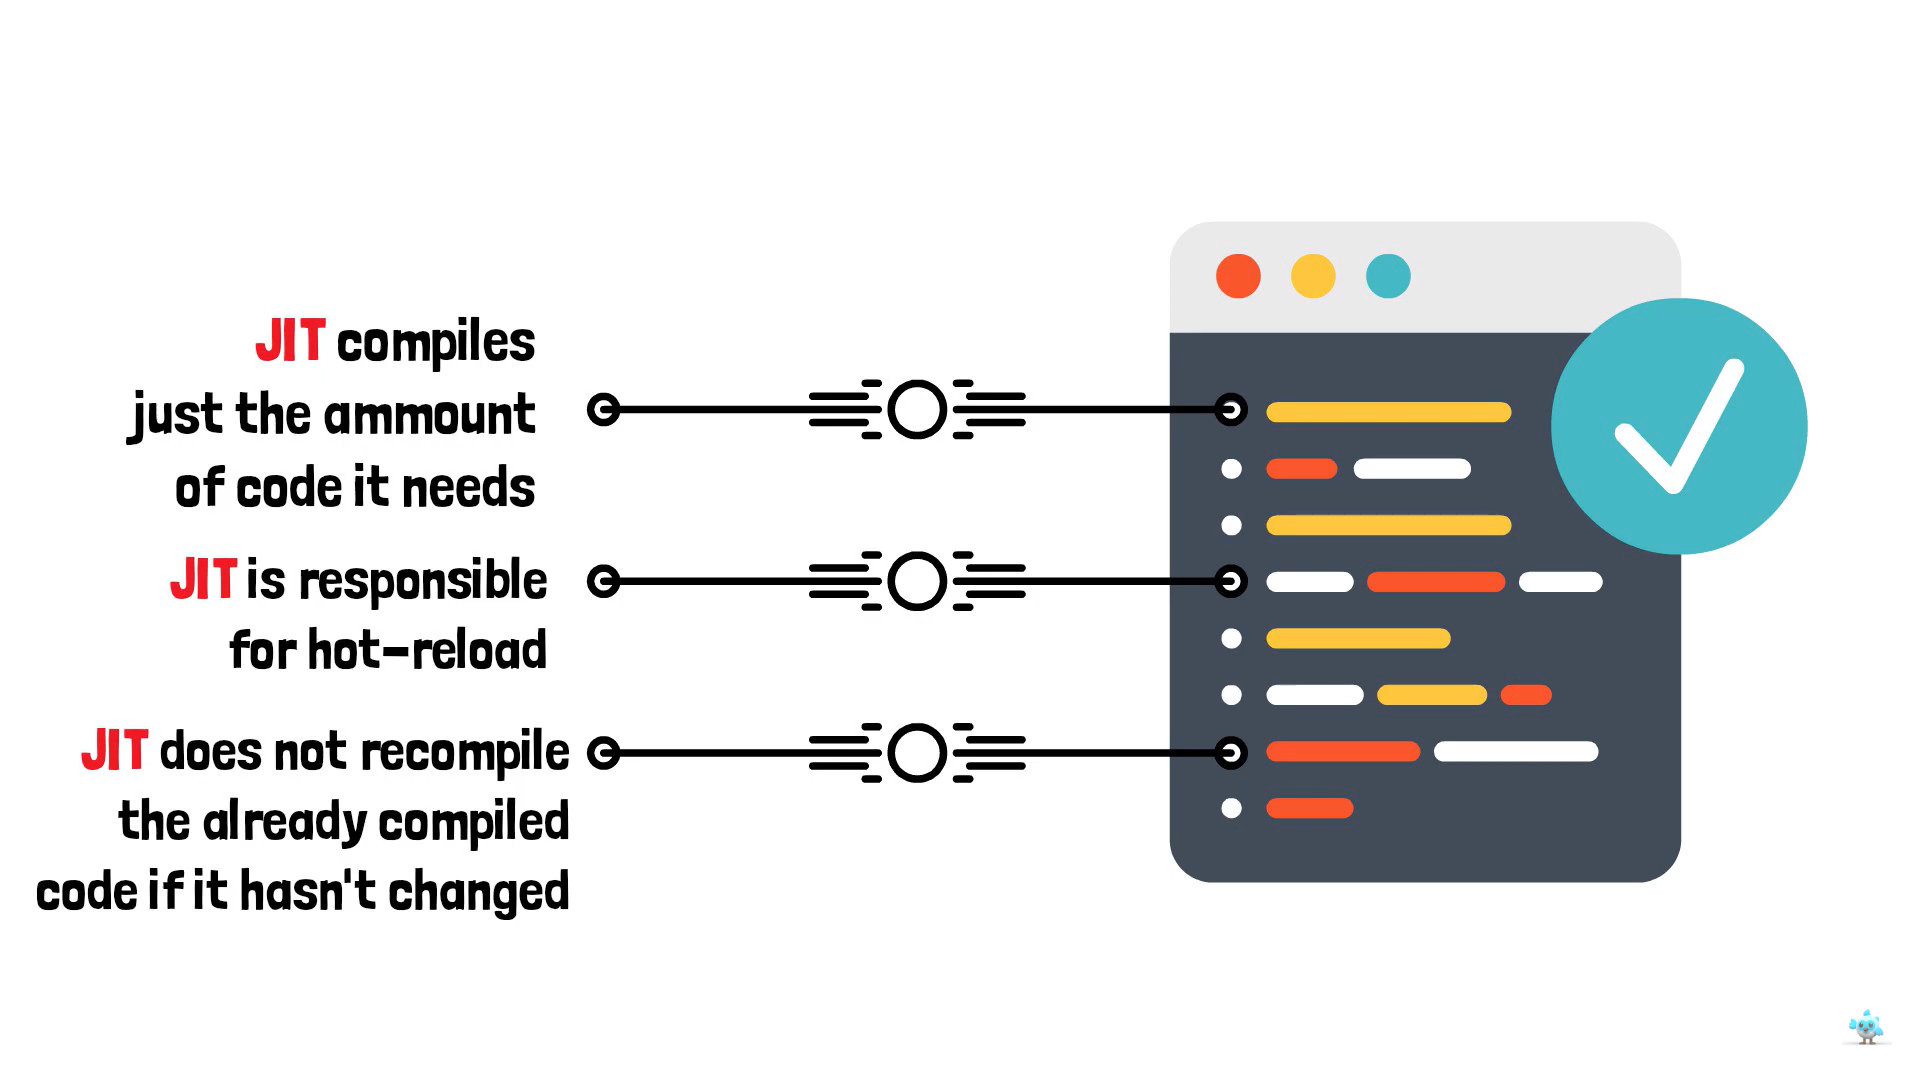 JIT compiles
just the ammount
of code it needs
JIT is responsible
for hot-reload
JIT does not recompile
the already compiled
code if it hasn't changed